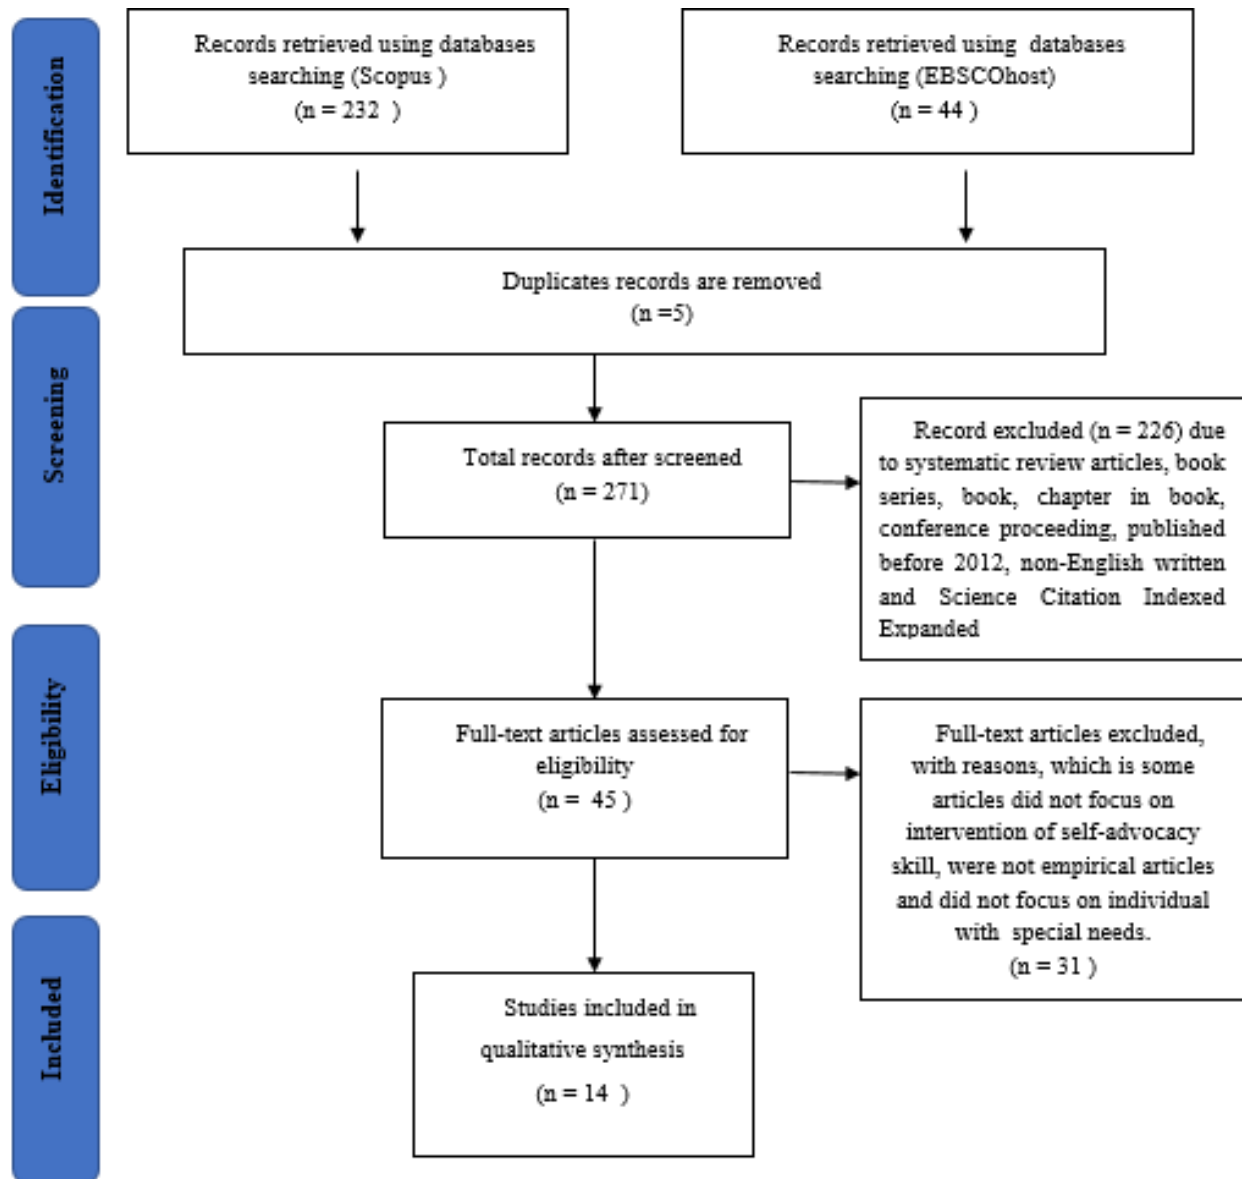 Identification
Records retrieved using databases
searching (Scopus )
(n = 232 )
Records retrieved using databases
searching (EBSCOhost)
(n = 44 )
Duplicates records are removed
(n =5)
Screening
Total records after screened
(n = 271)
Record excluded (n = 226) due
to systematic review articles, book
series, book, chapter in book,
conference proceeding, published
before 2012, non-English written
and Science Citation Indexed
Expanded
Eligibility
Full-text articles assessed for
eligibility
(n = 45 )
Full-text articles excluded,
with reasons, which is some
articles did not focus on
intervention of self-advocacy
skill, were not empirical articles
and did not focus on individual
with special needs.
(n = 31 )
Included
Studies included in
qualitative synthesis
(n = 14 )